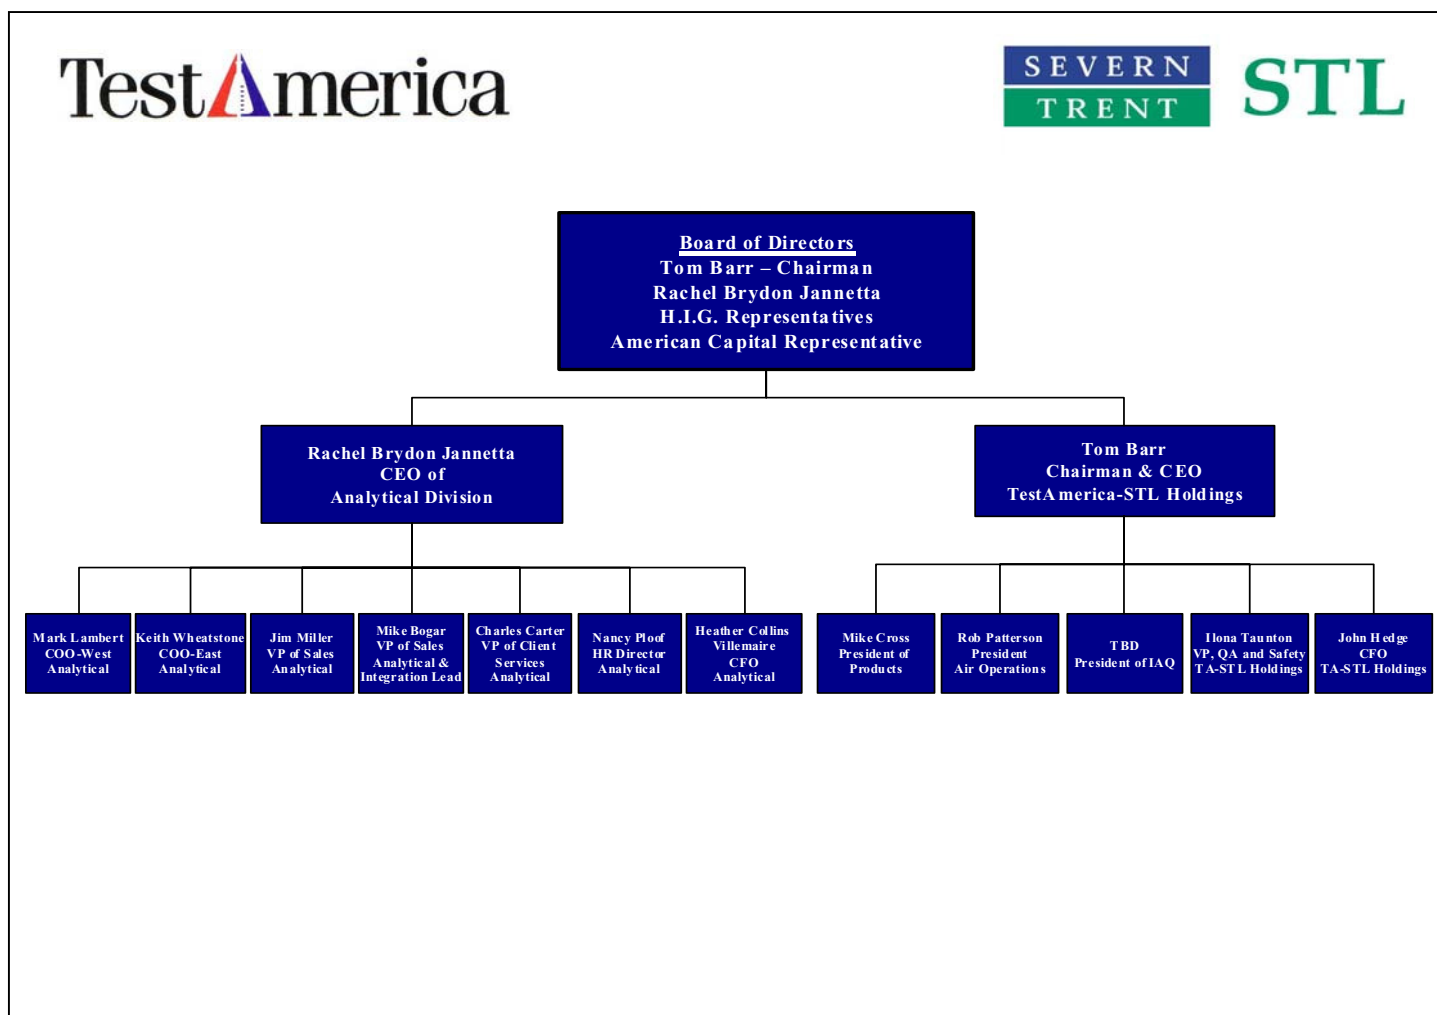 TestAmerica
SEVERN
TRENT
STL
Board of Directors
Tom Barr – Chairman
Rachel Brydon Jannetta
H.I.G. Representatives
American Capital Representative
Rachel Brydon Jannetta
CEO of
Analytical Division
Tom Barr
Chairman & CEO
TestAmerica-STL Holdings
Mark Lambert
COO-West
Analytical
Keith Wheatstone
COO-East
Analytical
Jim Miller
VP of Sales
Analytical
Mike Bogar
VP of Sales
Analytical &
Integration Lead
Charles Carter
VP of Client
Services
Analytical
Nancy Ploof
HR Director
Analytical
Heather Collins
Villemaire
CFO
Analytical
Mike Cross
President of
Products
Rob Patterson
President
Air Operations
TBD
President of IAQ
Ilona Taunton
VP, QA and Safety
TA-STL Holdings
John Hedge
CFO
TA-STL Holdings